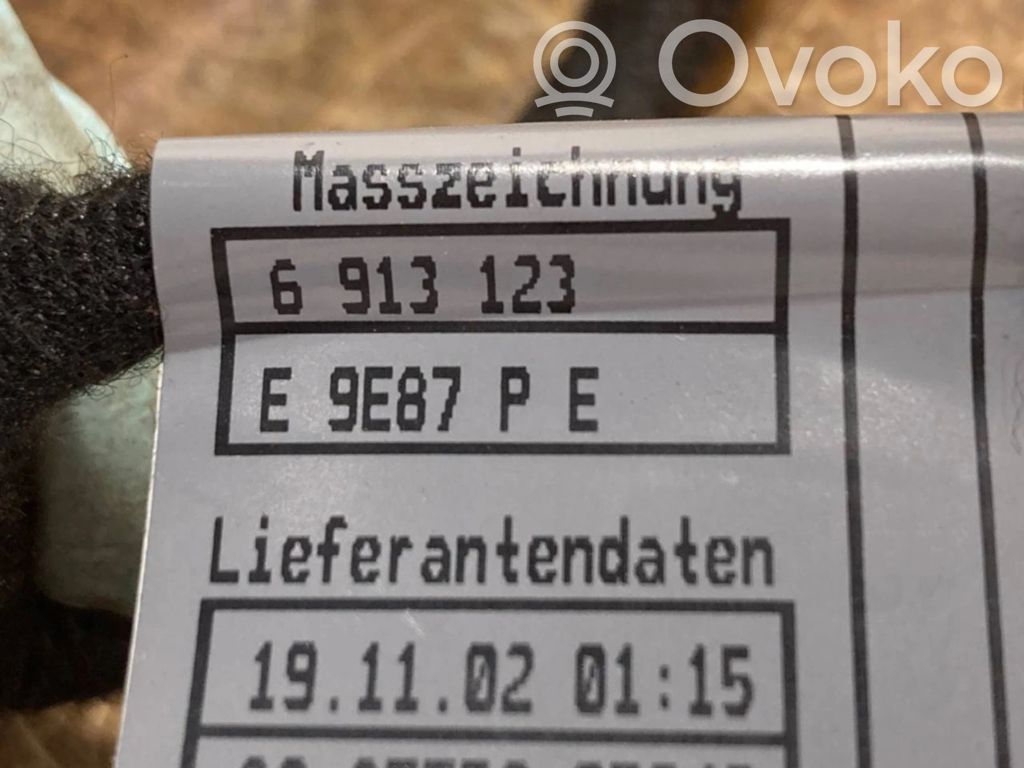 Ovoko
Masszeichnung
6 913 123
E 9E87 P E
Lieferantendaten
19.11.02 01:15